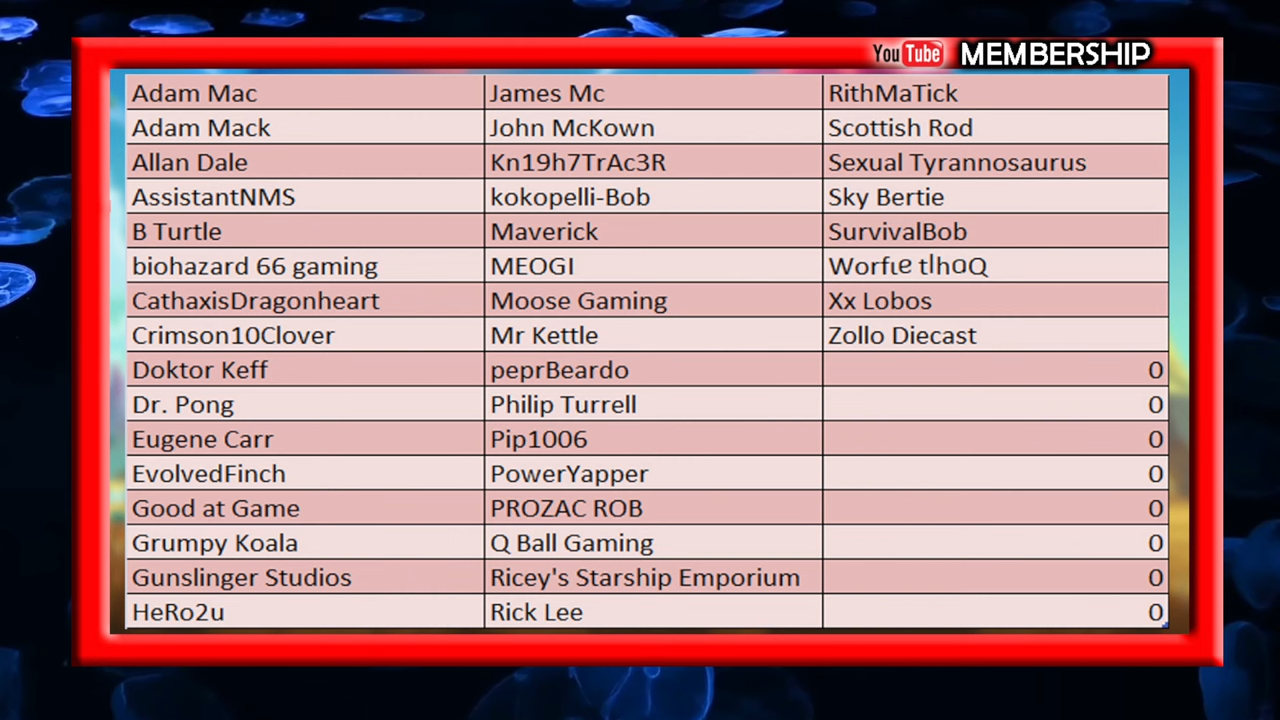 YouTube MEMBERSHIP
Adam Mac James Mc RithMaTick
Adam Mack John McKown Scottish Rod
Allan Dale Kn19h7TrAc3R Sexual Tyrannosaurus
AssistantNMS kokopelli-Bob Sky Bertie
B Turtle Maverick SurvivalBob
biohazard 66 gaming MEOGI Worfɩҽ tlhօQ
CathaxisDragonheart Moose Gaming Xx Lobos
Crimson10Clover Mr Kettle Zollo Diecast
Doktor Keff peprBeardo 0
Dr. Pong Philip Turrell 0
Eugene Carr Pip1006 0
EvolvedFinch PowerYapper 0
Good at Game PROZAC ROB 0
Grumpy Koala Q Ball Gaming 0
Gunslinger Studios Ricey's Starship Emporium 0
HeRo2u Rick Lee 0